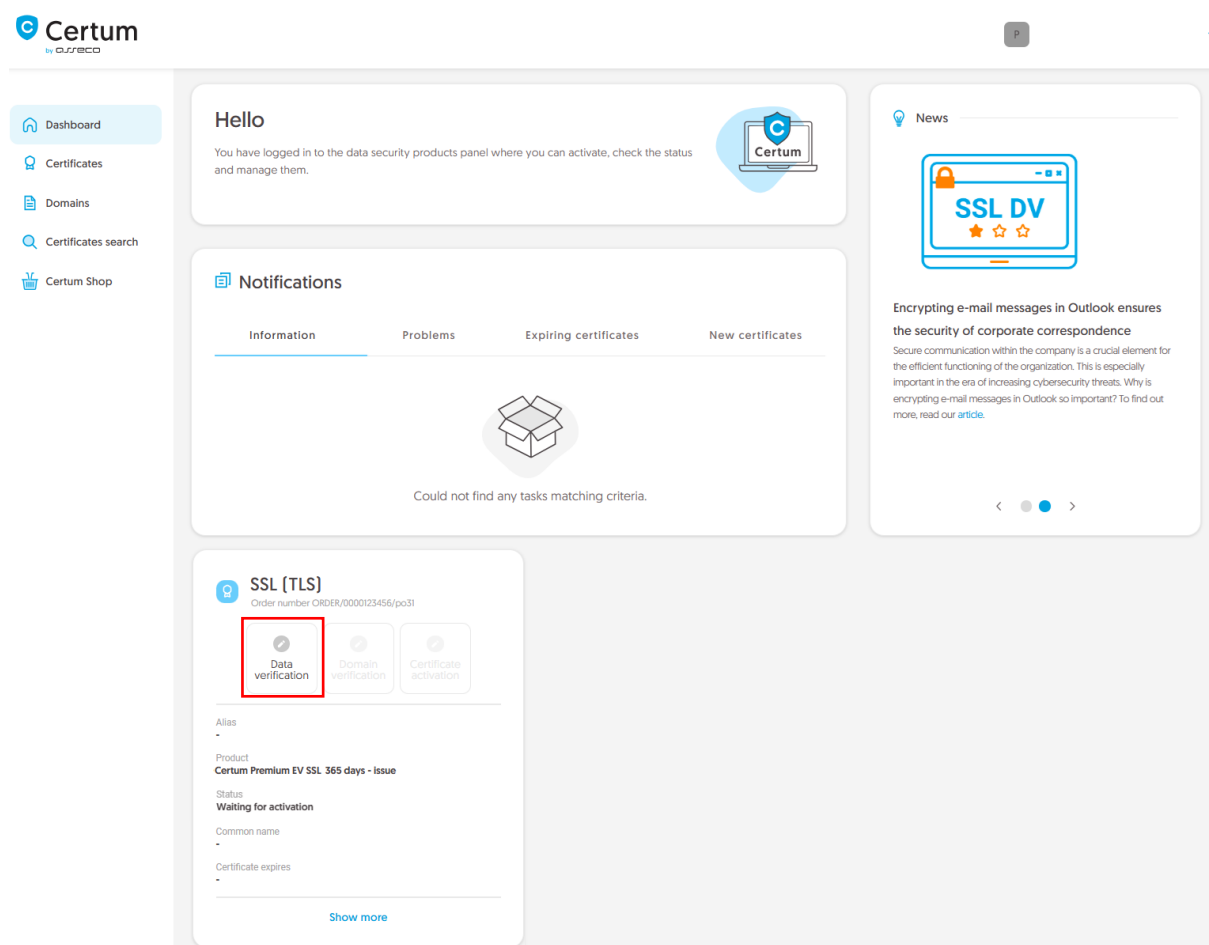 Certum
by asseco
P
Dashboard
Certificates
Domains
Certificates search
Certum Shop
Hello
You have logged in to the data security products panel where you can activate, check the status
and manage them.
Certum
Notifications
Information
Problems
Expiring certificates
New certificates
Could not find any tasks matching criteria.
News
SSL DV
Encrypting e-mail messages in Outlook ensures
the security of corporate correspondence
Secure communication within the company is a crucial element for
the efficient functioning of the organization. This is especially
important in the era of increasing cybersecurity threats. Why is
encrypting e-mail messages in Outlook so important? To find out
more, read our article.
SSL (TLS)
Order number ORDER/0000123456/po31
Data
verification
Domain
verification
Certificate
activation
Alias
-
Product
Certum Premium EV SSL 365 days - issue
Status
Waiting for activation
Common name
-
Certificate expires
-
Show more